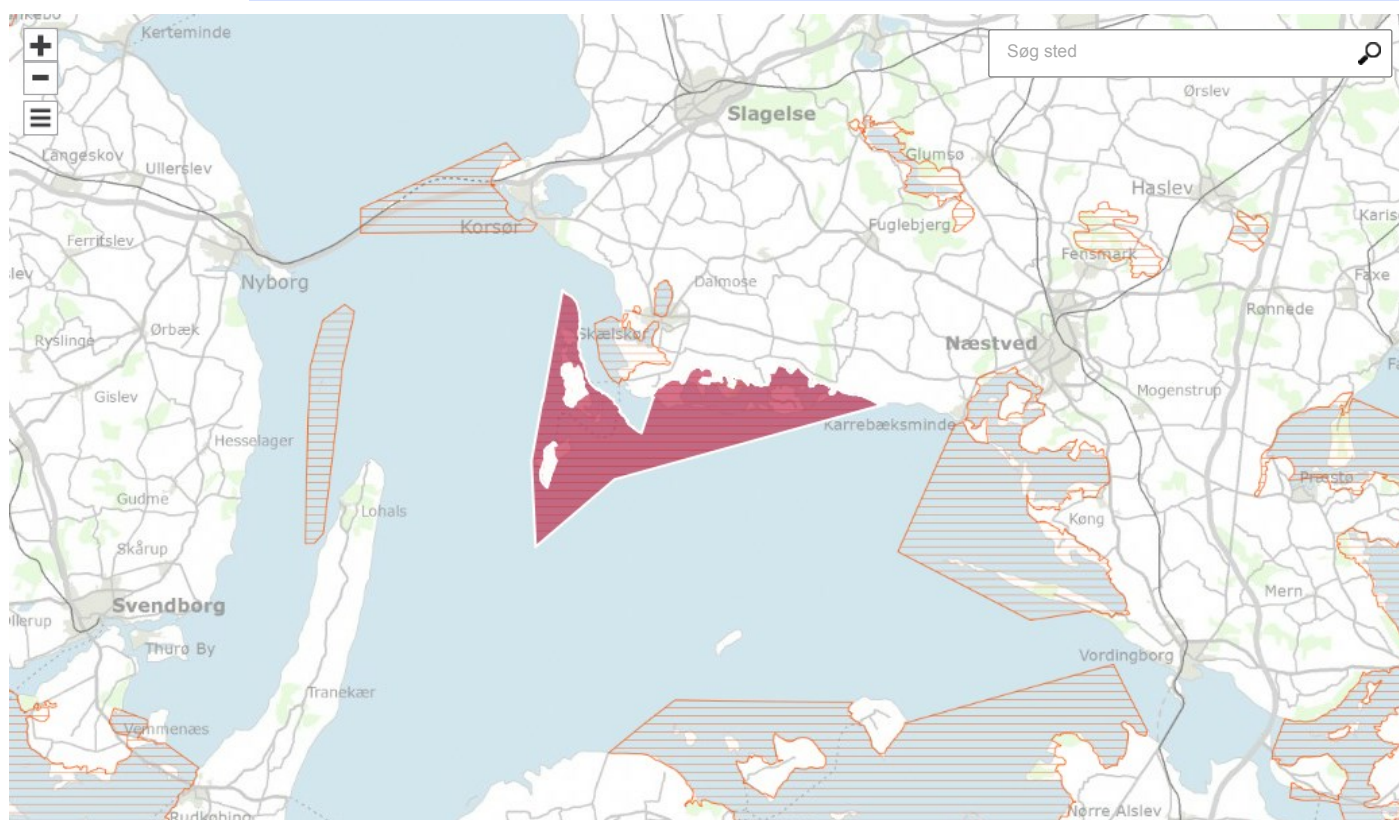 Kerteminde
+
−
Søg sted
Ørslev
Slagelse
Langeskov
Ullerslev
Glumsø
Haslev
Korsør
Fuglebjerg
Karise
Ferritslev
Fensmark
Nyborg
Dalmose
Faxe
Rønnede
Ørbæk
Skælskør
Ryslinge
Næstved
Mogenstrup
Gislev
Karrebæksminde
Hesselager
Præstø
Gudme
Lohals
Køng
Skårup
Mern
Svendborg
Thurø By
Vordingborg
Tranekær
Vemmenæs
Rudkøbing
Nørre Alslev